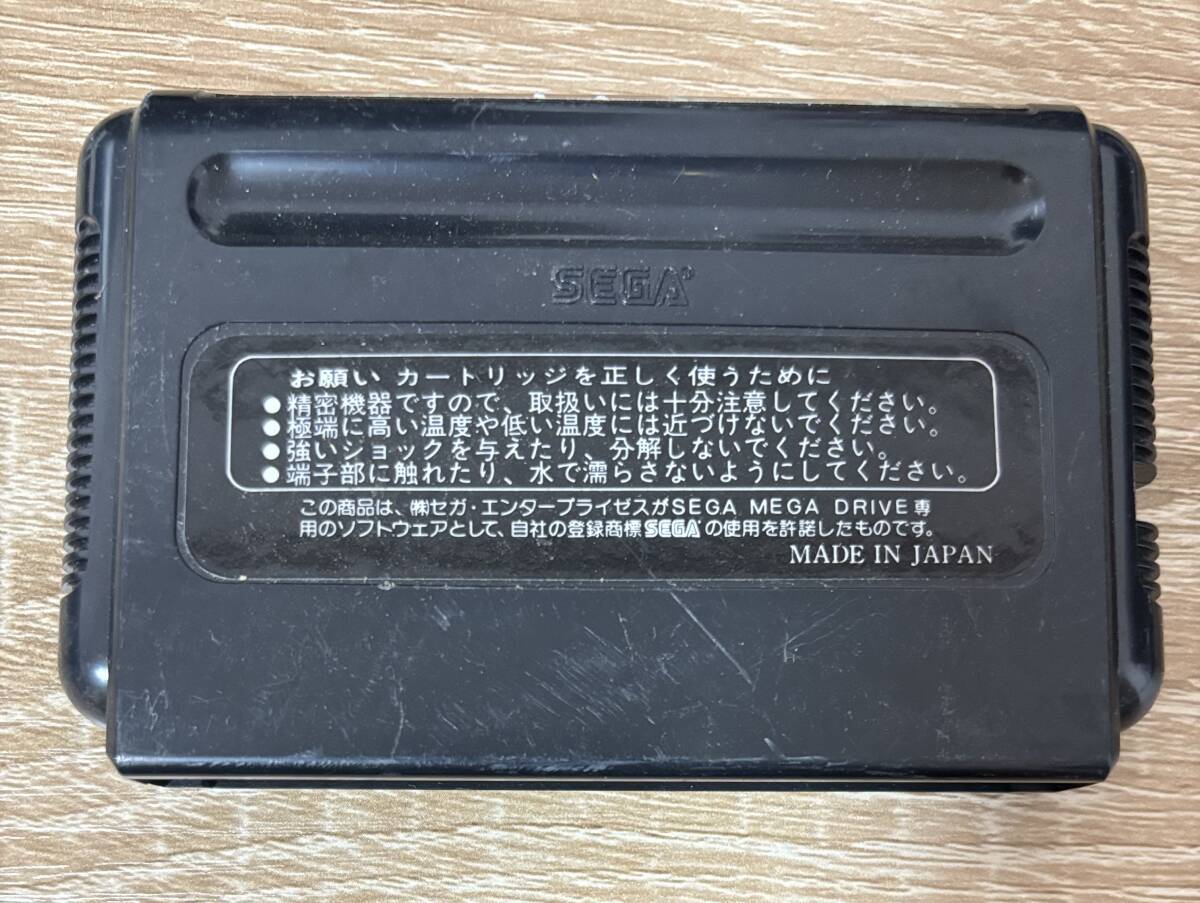 SEGA®
お願い カートリッジを正しく使うために
●精密機器ですので、取扱いには十分注意してください。
●極端に高い温度や低い温度には近づけないでください。
●強いショックを与えたり、分解しないでください。
●端子部に触れたり、水で濡らさないようにしてください。
この商品は、㈱セガ・エンタープライゼスがSEGA MEGA DRIVE専
用のソフトウェアとして、自社の登録商標SEGA®の使用を許諾したものです。
MADE IN JAPAN